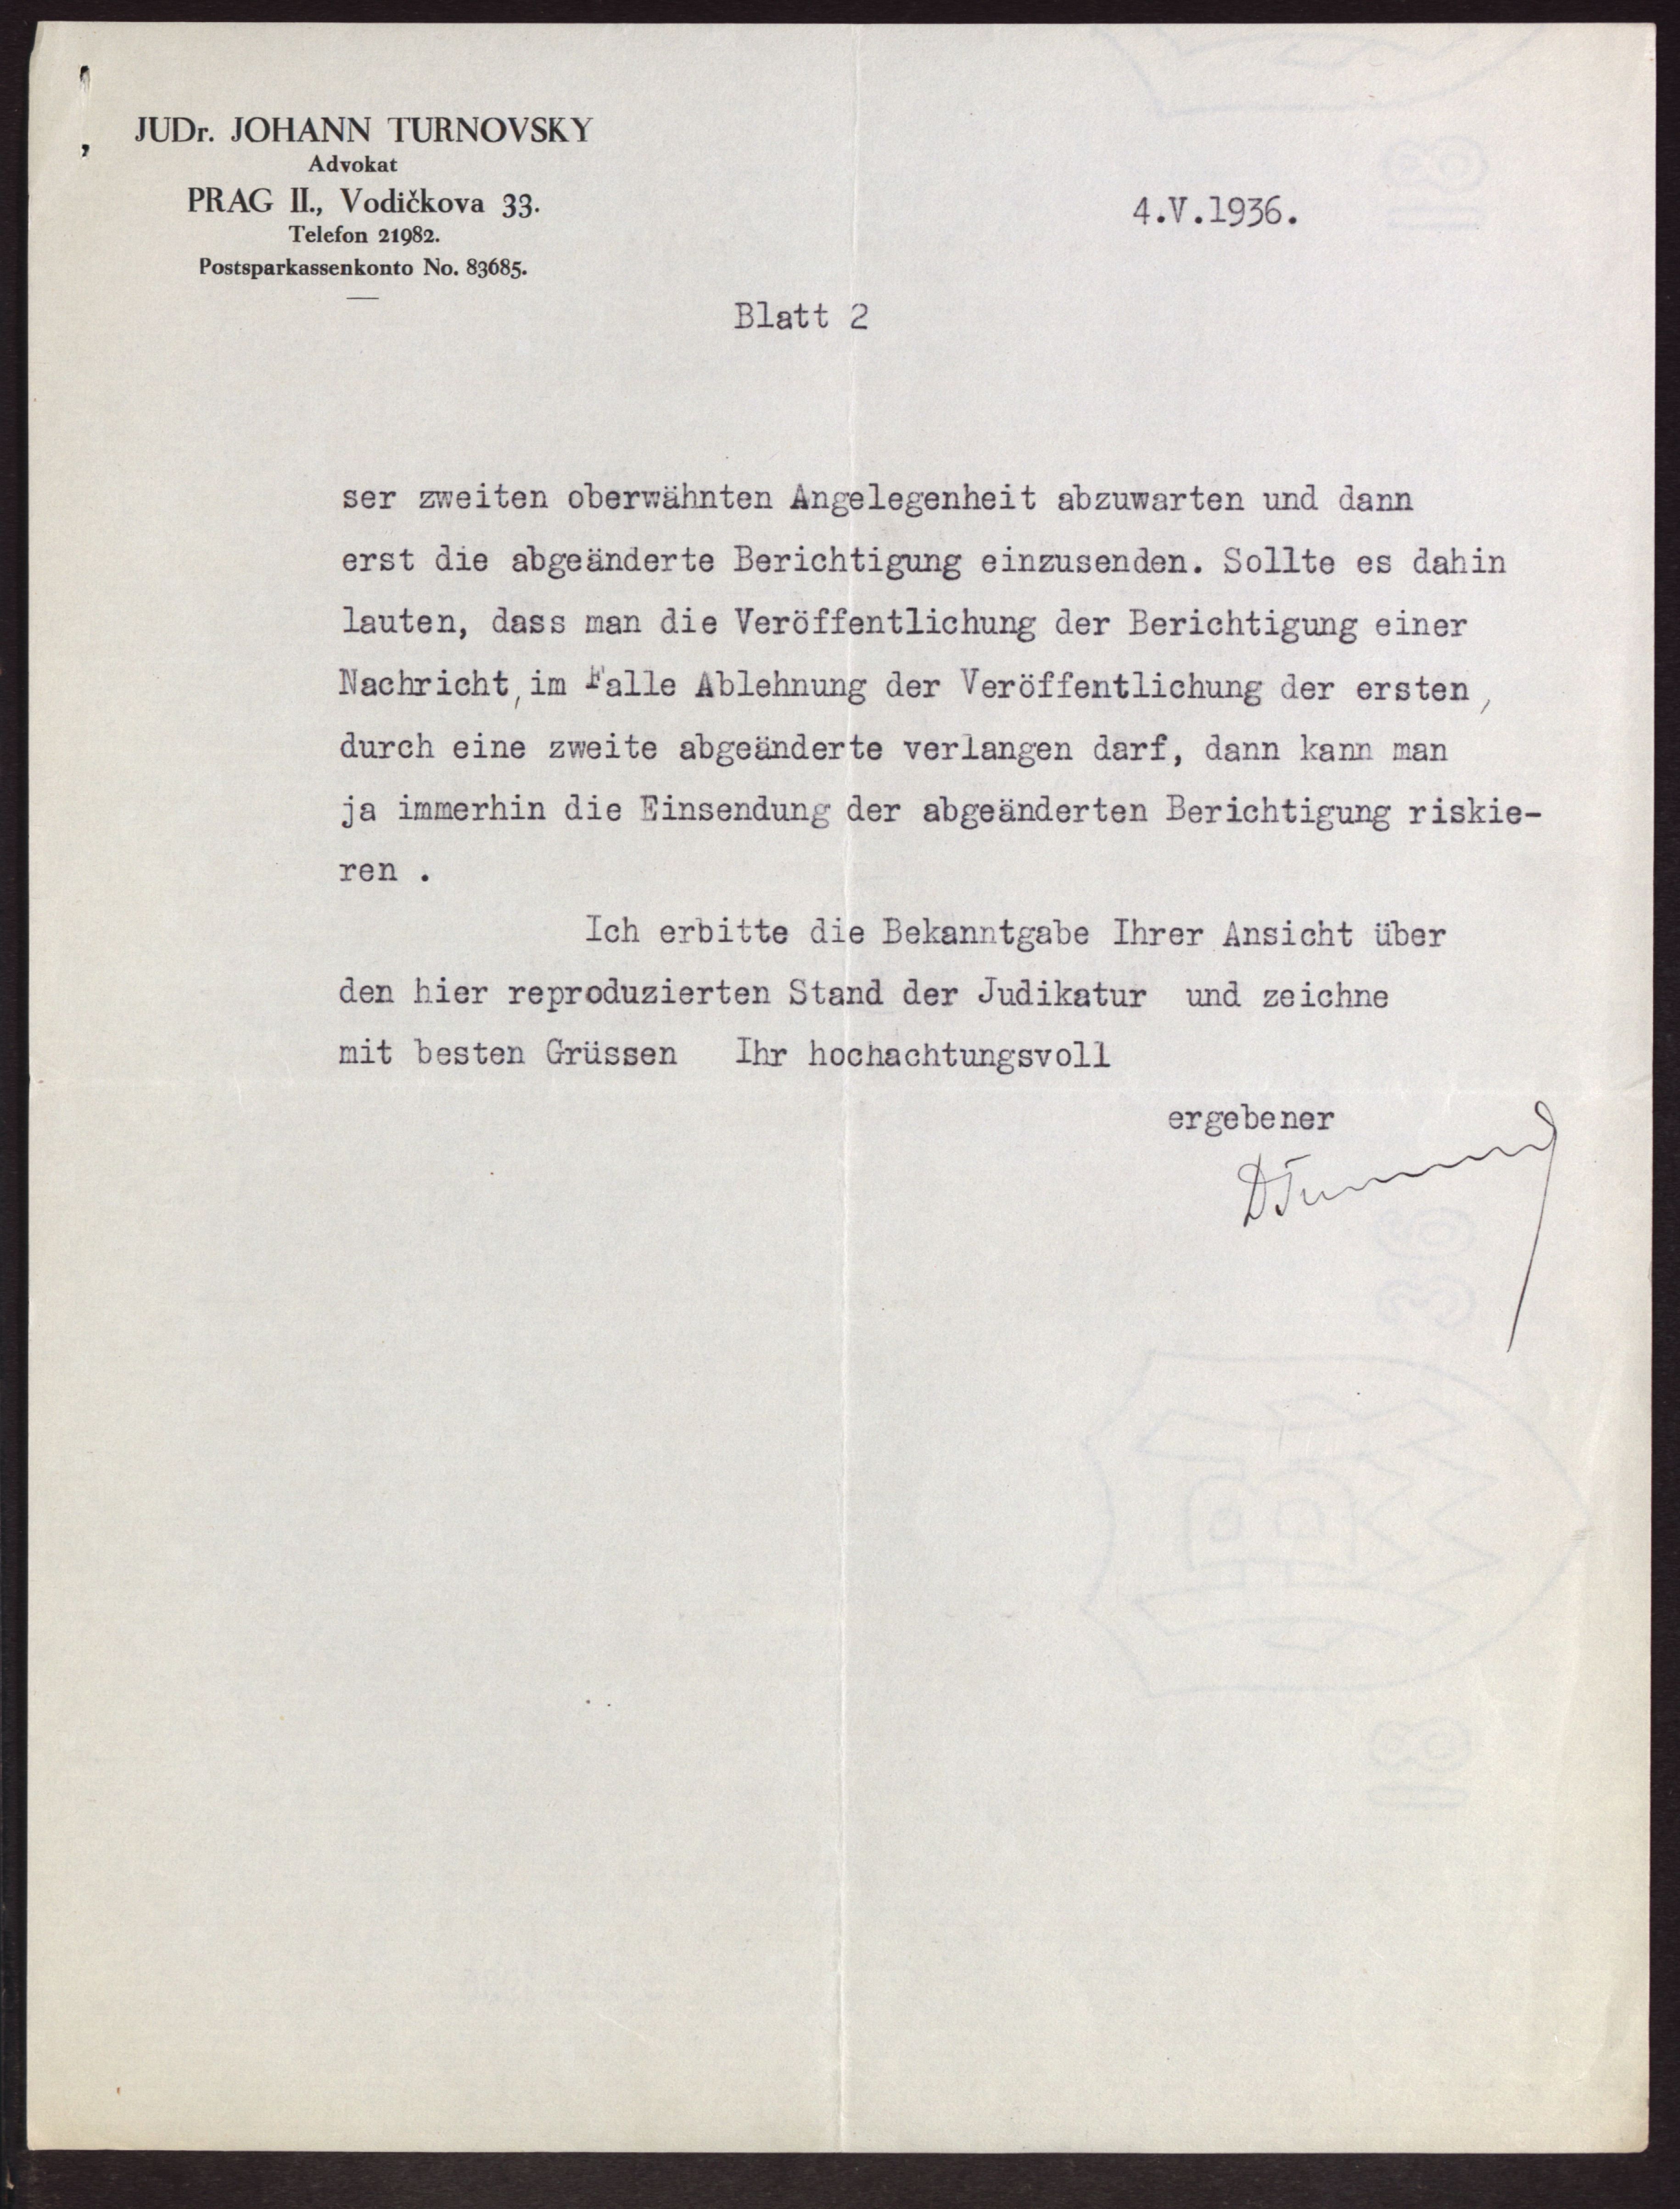 JUDr. JOHANN TURNOVSKY
Advokat
PRAG II., Vodičkova 33.
Telefon 21982.
Postsparkassenkonto No. 83685.
4.V.1936.
Blatt 2
ser zweiten oberwähnten Angelegenheit abzuwarten und dann
erst die abgeänderte Berichtigung einzusenden. Sollte es dahin
lauten, dass man die Veröffentlichung der Berichtigung einer
Nachricht, im Falle Ablehnung der Veröffentlichung der ersten,
durch eine zweite abgeänderte verlangen darf, dann kann man
ja immerhin die Einsendung der abgeänderten Berichtigung riskie-
ren .
Ich erbitte die Bekanntgabe Ihrer Ansicht über
den hier reproduzierten Stand der Judikatur und zeichne
mit besten Grüssen Ihr hochachtungsvoll
ergebener